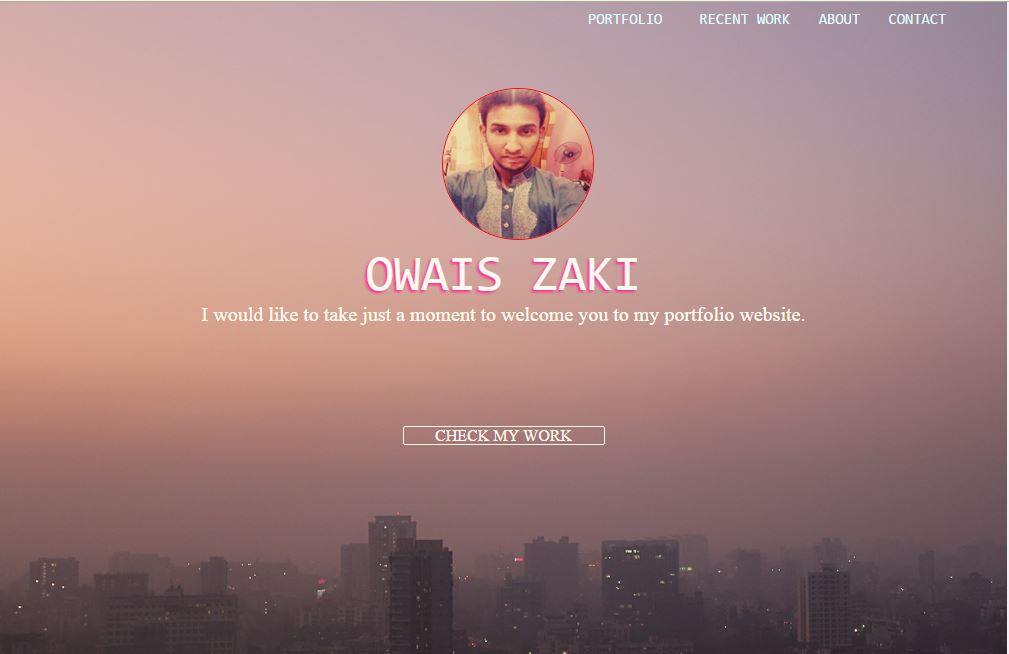 PORTFOLIO RECENT WORK ABOUT CONTACT
OWAIS ZAKI
I would like to take just a moment to welcome you to my portfolio website.
CHECK MY WORK